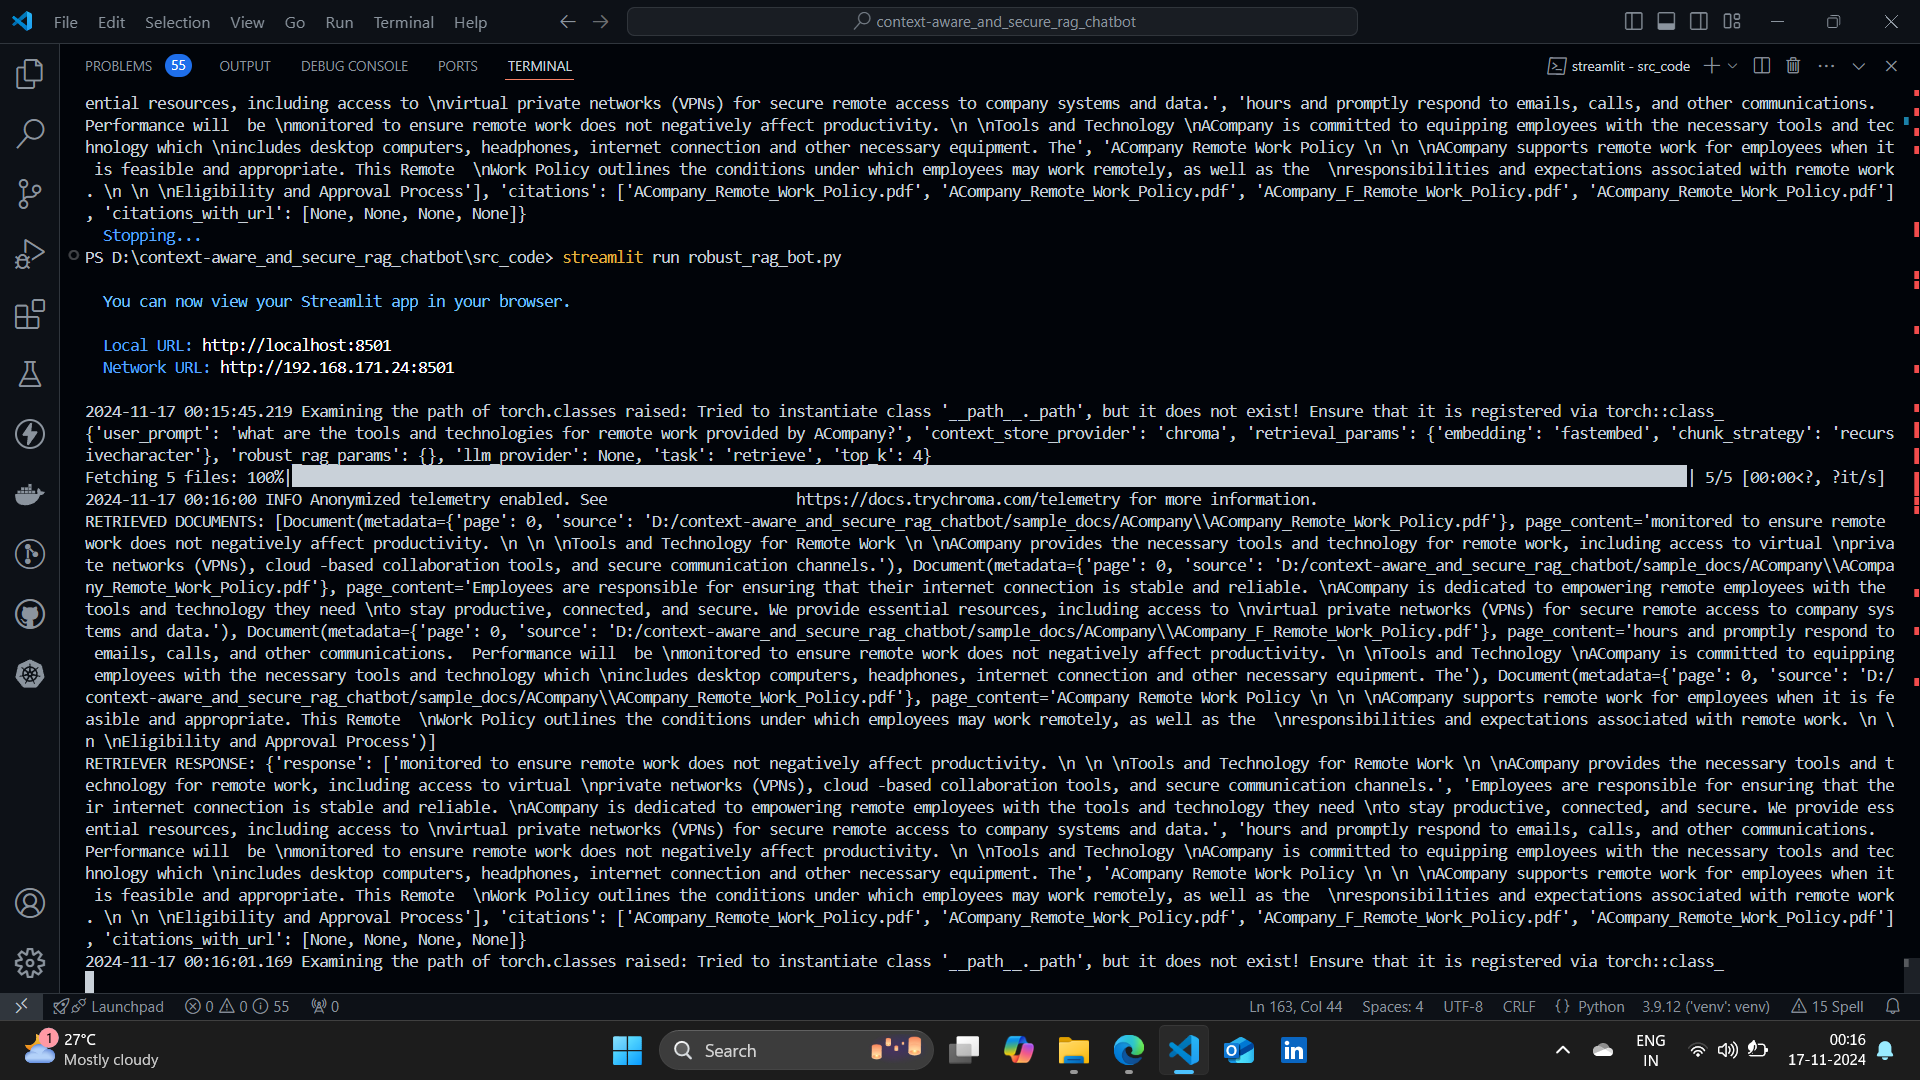 File Edit Selection View Go Run Terminal Help
context-aware_and_secure_rag_chatbot
PROBLEMS 55 OUTPUT DEBUG CONSOLE PORTS TERMINAL
streamlit - src_code
ential resources, including access to \nvirtual private networks (VPNs) for secure remote access to company systems and data.', 'hours and promptly respond to emails, calls, and other communications.
Performance will  be \nmonitored to ensure remote work does not negatively affect productivity. \n \nTools and Technology \nACompany is committed to equipping employees with the necessary tools and tec
hnology which \nincludes desktop computers, headphones, internet connection and other necessary equipment. The', 'ACompany Remote Work Policy \n \n \nACompany supports remote work for employees when it
is feasible and appropriate. This Remote  \nWork Policy outlines the conditions under which employees may work remotely, as well as the  \nresponsibilities and expectations associated with remote work
. \n \n \nEligibility and Approval Process'], 'citations': ['ACompany_Remote_Work_Policy.pdf', 'ACompany_Remote_Work_Policy.pdf', 'ACompany_F_Remote_Work_Policy.pdf', 'ACompany_Remote_Work_Policy.pdf']
, 'citations_with_url': [None, None, None, None]}
Stopping...
PS D:\context-aware_and_secure_rag_chatbot\src_code> streamlit run robust_rag_bot.py
You can now view your Streamlit app in your browser.
Local URL: http://localhost:8501
Network URL: http://192.168.171.24:8501
2024-11-17 00:15:45.219 Examining the path of torch.classes raised: Tried to instantiate class '__path__._path', but it does not exist! Ensure that it is registered via torch::class_
{'user_prompt': 'what are the tools and technologies for remote work provided by ACompany?', 'context_store_provider': 'chroma', 'retrieval_params': {'embedding': 'fastembed', 'chunk_strategy': 'recurs
ivecharacter'}, 'robust_rag_params': {}, 'llm_provider': None, 'task': 'retrieve', 'top_k': 4}
Fetching 5 files: 100%| | 5/5 [00:00<?, ?it/s]
2024-11-17 00:16:00 INFO Anonymized telemetry enabled. See                     https://docs.trychroma.com/telemetry for more information.
RETRIEVED DOCUMENTS: [Document(metadata={'page': 0, 'source': 'D:/context-aware_and_secure_rag_chatbot/sample_docs/ACompany\\ACompany_Remote_Work_Policy.pdf'}, page_content='monitored to ensure remote
work does not negatively affect productivity. \n \n \nTools and Technology for Remote Work \n \nACompany provides the necessary tools and technology for remote work, including access to virtual \npriva
te networks (VPNs), cloud -based collaboration tools, and secure communication channels.'), Document(metadata={'page': 0, 'source': 'D:/context-aware_and_secure_rag_chatbot/sample_docs/ACompany\\ACompa
ny_Remote_Work_Policy.pdf'}, page_content='Employees are responsible for ensuring that their internet connection is stable and reliable. \nACompany is dedicated to empowering remote employees with the
tools and technology they need \nto stay productive, connected, and secure. We provide essential resources, including access to \nvirtual private networks (VPNs) for secure remote access to company sys
tems and data.'), Document(metadata={'page': 0, 'source': 'D:/context-aware_and_secure_rag_chatbot/sample_docs/ACompany\\ACompany_F_Remote_Work_Policy.pdf'}, page_content='hours and promptly respond to
emails, calls, and other communications.  Performance will  be \nmonitored to ensure remote work does not negatively affect productivity. \n \nTools and Technology \nACompany is committed to equipping
employees with the necessary tools and technology which \nincludes desktop computers, headphones, internet connection and other necessary equipment. The'), Document(metadata={'page': 0, 'source': 'D:/
context-aware_and_secure_rag_chatbot/sample_docs/ACompany\\ACompany_Remote_Work_Policy.pdf'}, page_content='ACompany Remote Work Policy \n \n \nACompany supports remote work for employees when it is fe
asible and appropriate. This Remote  \nWork Policy outlines the conditions under which employees may work remotely, as well as the  \nresponsibilities and expectations associated with remote work. \n \
n \nEligibility and Approval Process')]
RETRIEVER RESPONSE: {'response': ['monitored to ensure remote work does not negatively affect productivity. \n \n \nTools and Technology for Remote Work \n \nACompany provides the necessary tools and t
echnology for remote work, including access to virtual \nprivate networks (VPNs), cloud -based collaboration tools, and secure communication channels.', 'Employees are responsible for ensuring that the
ir internet connection is stable and reliable. \nACompany is dedicated to empowering remote employees with the tools and technology they need \nto stay productive, connected, and secure. We provide ess
ential resources, including access to \nvirtual private networks (VPNs) for secure remote access to company systems and data.', 'hours and promptly respond to emails, calls, and other communications.
Performance will  be \nmonitored to ensure remote work does not negatively affect productivity. \n \nTools and Technology \nACompany is committed to equipping employees with the necessary tools and tec
hnology which \nincludes desktop computers, headphones, internet connection and other necessary equipment. The', 'ACompany Remote Work Policy \n \n \nACompany supports remote work for employees when it
is feasible and appropriate. This Remote  \nWork Policy outlines the conditions under which employees may work remotely, as well as the  \nresponsibilities and expectations associated with remote work
. \n \n \nEligibility and Approval Process'], 'citations': ['ACompany_Remote_Work_Policy.pdf', 'ACompany_Remote_Work_Policy.pdf', 'ACompany_F_Remote_Work_Policy.pdf', 'ACompany_Remote_Work_Policy.pdf']
, 'citations_with_url': [None, None, None, None]}
2024-11-17 00:16:01.169 Examining the path of torch.classes raised: Tried to instantiate class '__path__._path', but it does not exist! Ensure that it is registered via torch::class_
Launchpad 0 0 55 0 Ln 163, Col 44 Spaces: 4 UTF-8 CRLF {} Python 3.9.12 ('venv': venv) 15 Spell
1 27°C
Mostly cloudy
Search
in
ENG
IN
00:16
17-11-2024